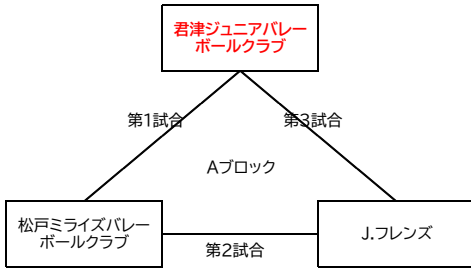 君津ジュニアバレー
ボールクラブ
第1試合
第3試合
Aブロック
松戸ミライズバレー
ボールクラブ
J.フレンズ
第2試合